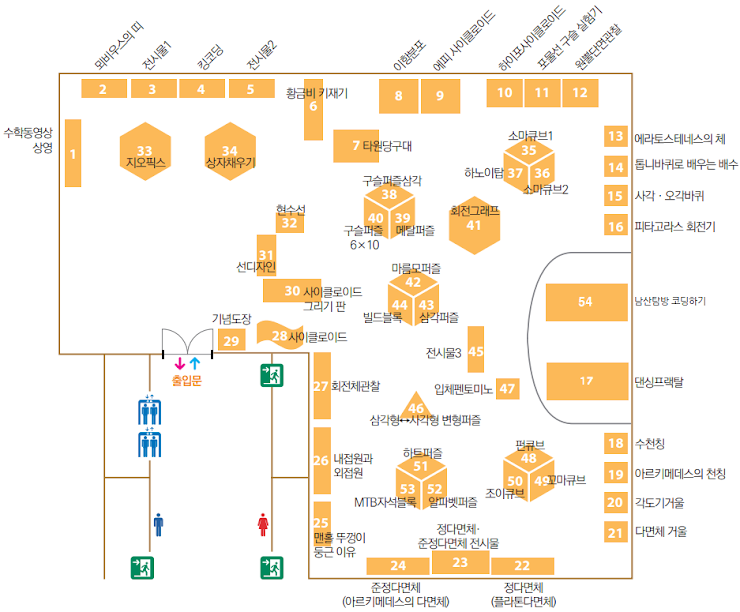 뫼비우스의 띠
전시물1
킹코딩
전시물2
이항분포
에피 사이클로이드
하이포사이클로이드
포물선 구슬 실험기
원뿔단면관찰
2
3
4
5
황금비 키재기
6
8
9
10
11
12
수학동영상
상영
1
33
지오픽스
34
상자채우기
7
타원당구대
소마큐브1
35
하노이탑
37
36
소마큐브2
13
에라토스테네스의 체
14
톱니바퀴로 배우는 배수
15
사각 · 오각바퀴
16
피타고라스 회전기
구슬퍼즐삼각
38
40
39
구슬퍼즐
6×10
메탈퍼즐
회전그래프
41
현수선
32
31
선디자인
30
사이클로이드
그리기 판
마름모퍼즐
42
44
43
빌드블록
삼각퍼즐
54
남산탐방 코딩하기
기념도장
29
28
사이클로이드
출입문
전시물3
45
27
회전체관찰
입체펜토미노
47
17
댄싱프랙탈
46
삼각형↔사각형 변형퍼즐
26
내접원과
외접원
하트퍼즐
51
53
52
MTB자석블록
알파벳퍼즐
펀큐브
48
50
49
조이큐브
꼬마큐브
18
수천칭
19
아르키메데스의 천칭
20
각도기거울
21
다면체 거울
25
맨홀 뚜껑이
둥근 이유
정다면체·
준정다면체 전시물
24
23
22
준정다면체
(아르키메데스의 다면체)
정다면체
(플라톤다면체)